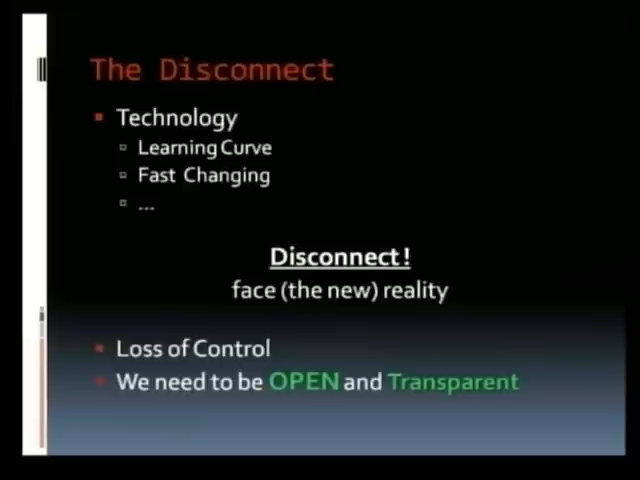 The Disconnect
Technology
Learning Curve
Fast Changing
...
Disconnect!
face (the new) reality
Loss of Control
We need to be OPEN and Transparent